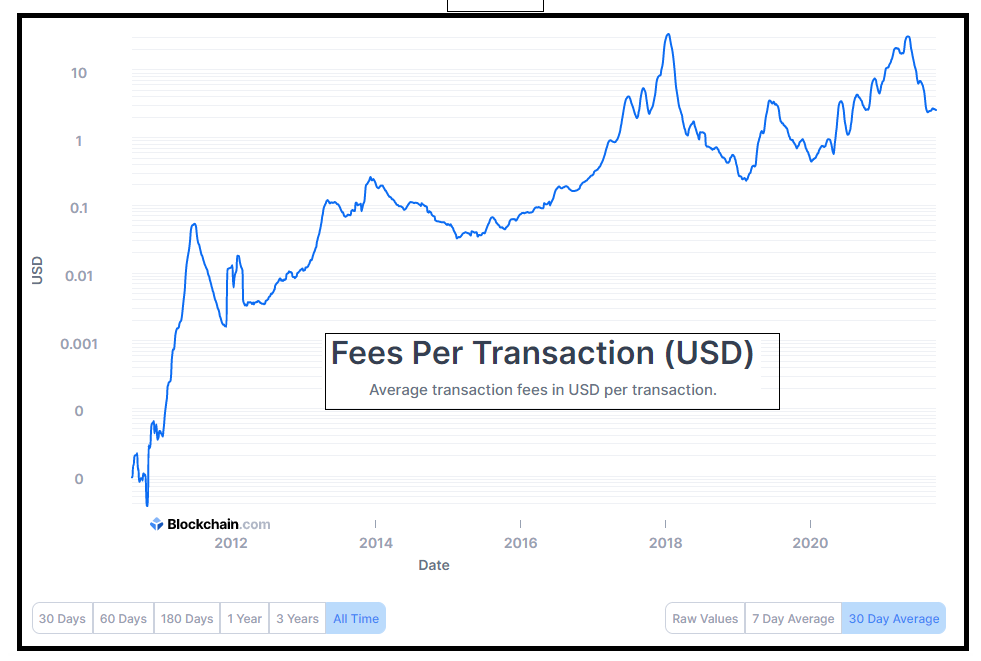 10
1
0.1
0.01
0.001
0
0
USD
Fees Per Transaction (USD)
Average transaction fees in USD per transaction.
Blockchain.com
2012 2014 2016 2018 2020
Date
30 Days 60 Days 180 Days 1 Year 3 Years All Time
Raw Values 7 Day Average 30 Day Average